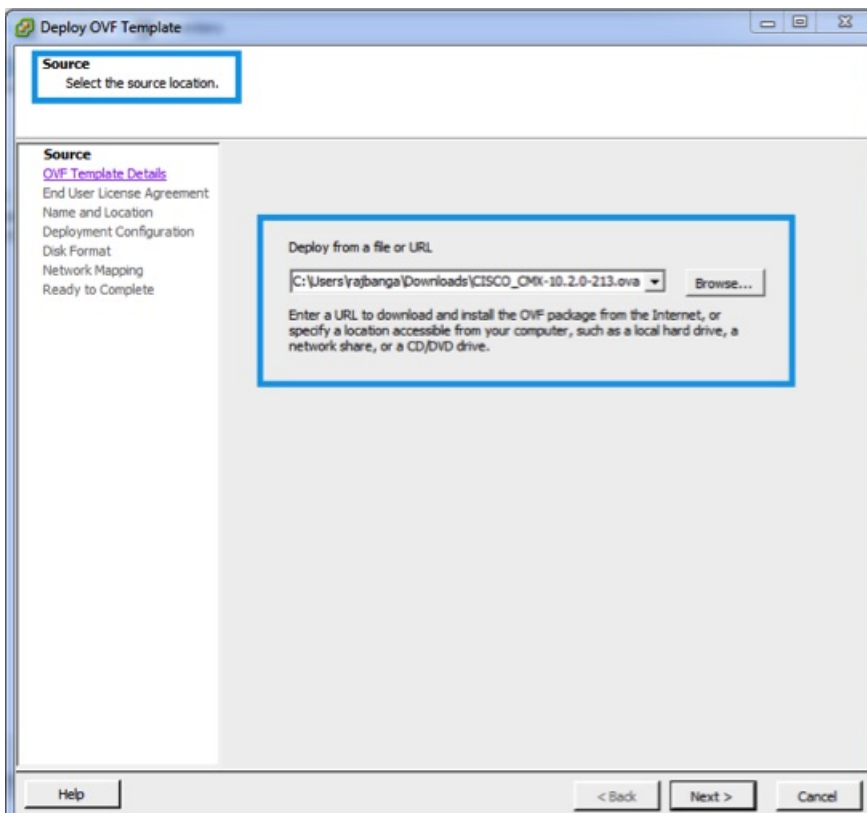 Deploy OVF Template
Source
Select the source location.
Source
OVF Template Details
End User License Agreement
Name and Location
Deployment Configuration
Disk Format
Network Mapping
Ready to Complete
Deploy from a file or URL
C:\Users\rajbanga\Downloads\CISCO_CMX-10.2.0-213.ova
Browse...
Enter a URL to download and install the OVF package from the Internet, or
specify a location accessible from your computer, such as a local hard drive, a
network share, or a CD/DVD drive.
Help
< Back
Next >
Cancel